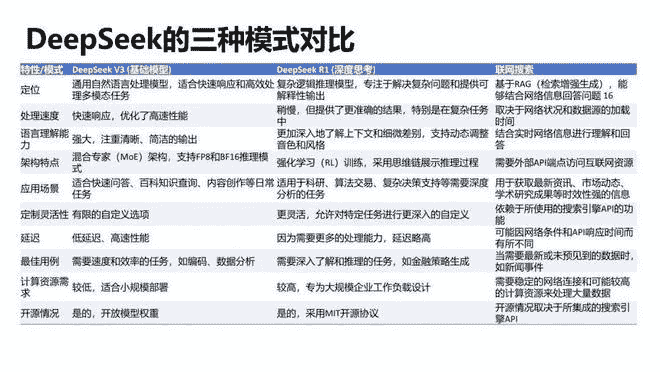 DeepSeek的三种模式对比
特性/模式 DeepSeek V3 (基础模型) DeepSeek R1 (深度思考) 联网搜索
定位 通用自然语言处理模型，适合快速响应和高效处理多模态任务 复杂逻辑推理模型，专注于解决复杂问题和提供可解释性输出 基于RAG（检索增强生成），能够结合网络信息回答问题 16
处理速度 快速响应，优化了高速性能 稍慢，但提供了更准确的结果，特别是在复杂任务中 取决于网络状况和数据源的加载时间
语言理解能力 强大，注重清晰、简洁的输出 更加深入地了解上下文和细微差别，支持动态调整音色和风格 结合实时网络信息进行理解和回答
架构特点 混合专家（MoE）架构，支持FP8和BF16推理模式 强化学习（RL）训练，采用思维链展示推理过程 需要外部API端点访问互联网资源
应用场景 适合快速问答、百科知识查询、内容创作等日常任务 适用于科研、算法交易、复杂决策支持等需要深度分析的任务 用于获取最新资讯、市场动态、学术研究成果等时效性强的信息
定制灵活性 有限的自定义选项 更灵活，允许对特定任务进行更深入的自定义 依赖于所使用的搜索引擎API的功能
延迟 低延迟、高速性能 因为需要更多的处理能力，延迟略高 可能因网络条件和API响应时间而有所不同
最佳用例 需要速度和效率的任务，如编码、数据分析 需要深入了解和推理的任务，如金融策略生成 当需要最新或未预见到的数据时，如新闻事件
计算资源需求 较低，适合小规模部署 较高，专为大规模企业工作负载设计 需要稳定的网络连接和可能较高的计算资源来处理大量数据
开源情况 是的，开放模型权重 是的，采用MIT开源协议 开源情况取决于所集成的搜索引擎API